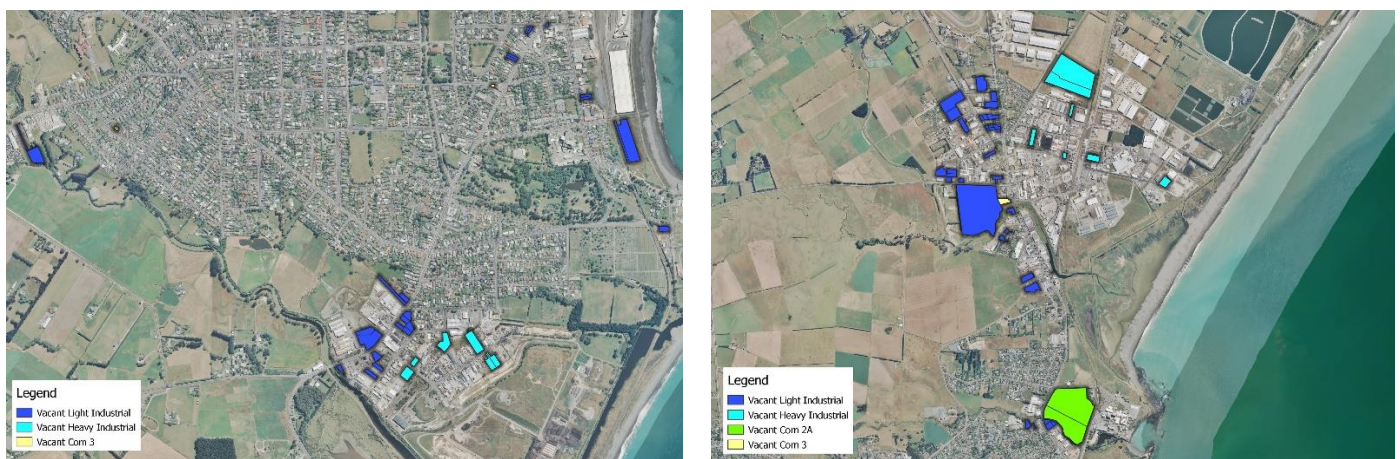 Legend
Vacant Light Industrial
Vacant Heavy Industrial
Vacant Com 3
Legend
Vacant Light Industrial
Vacant Heavy Industrial
Vacant Com 2A
Vacant Com 3